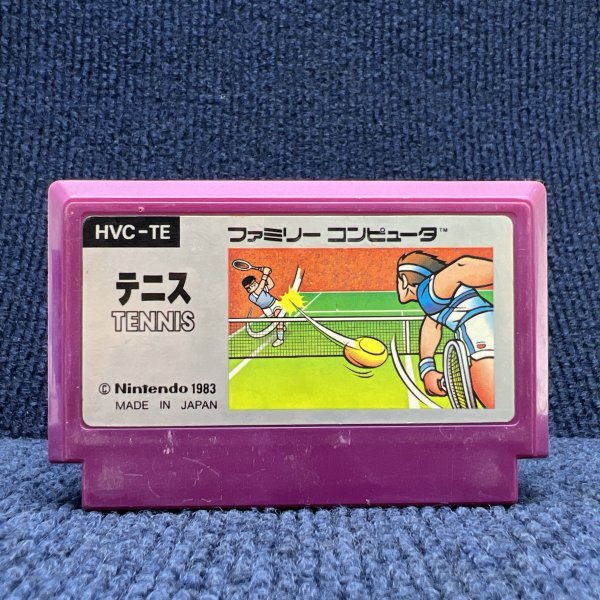 HVC-TE
ファミリー コンピュータ™
テニス
TENNIS
© Nintendo 1983
MADE IN JAPAN